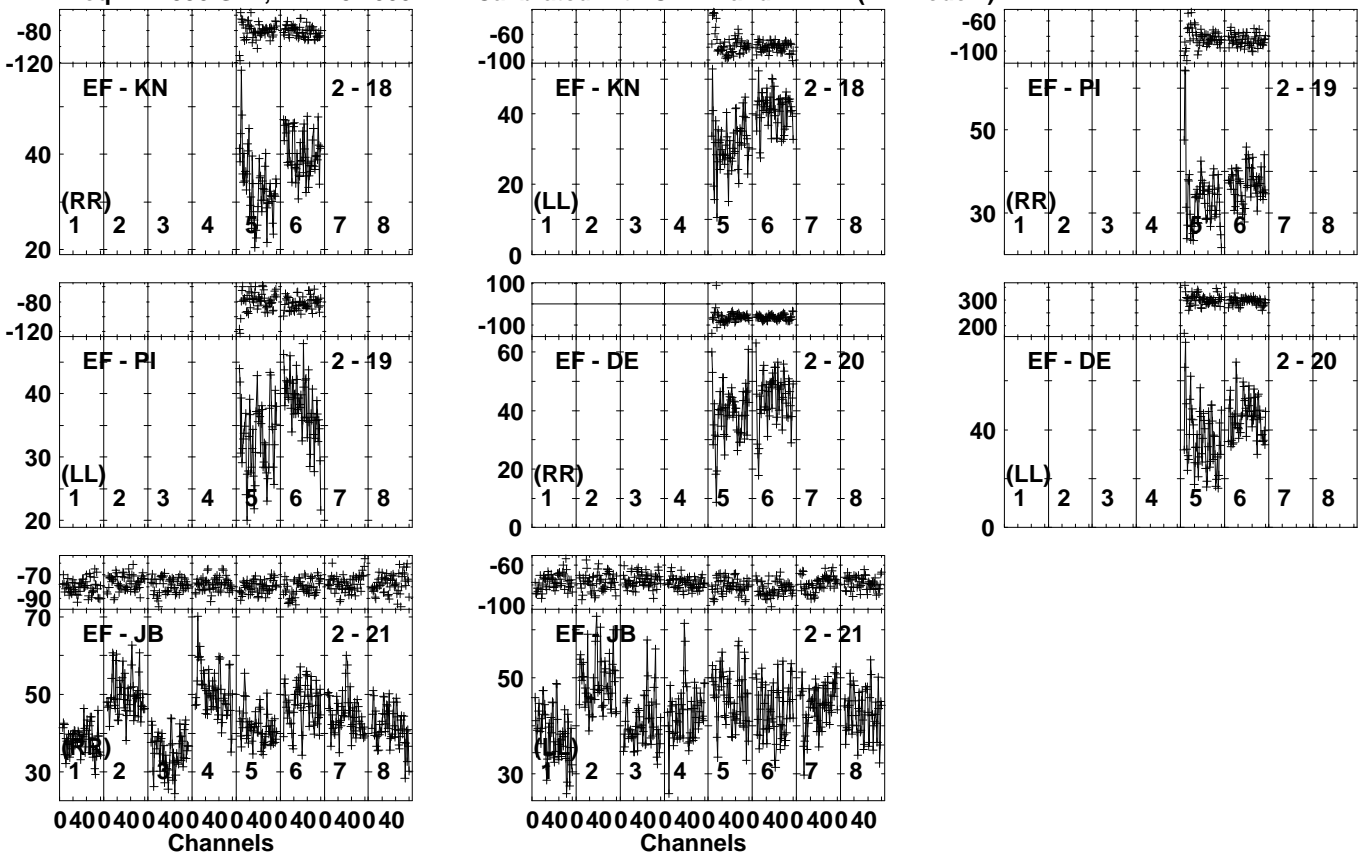 -80
-120
EF - KN 2 - 18
40
(RR)
1 2 3 4 5 6 7 8
20
-60
-100
EF - KN 2 - 18
40
20
(LL)
1 2 3 4 5 6 7 8
0
-60
-100
EF - PI 2 - 19
50
30
(RR)
1 2 3 4 5 6 7 8
-80
-120
EF - PI 2 - 19
40
30
(LL)
1 2 3 4 5 6 7 8
20
100
-100
60
EF - DE 2 - 20
40
20
(RR)
1 2 3 4 5 6 7 8
0
300
200
EF - DE 2 - 20
40
(LL)
1 2 3 4 5 6 7 8
0
-70
-90
70
EF - JB 2 - 21
50
(RR)
30
1 2 3 4 5 6 7 8
0 40 0 40 0 40 0 40 0 40 0 40 0 40 0 40
Channels
-60
-100
EF - JB 2 - 21
50
(LL)
30
1 2 3 4 5 6 7 8
0 40 0 40 0 40 0 40 0 40 0 40 0 40 0 40
Channels